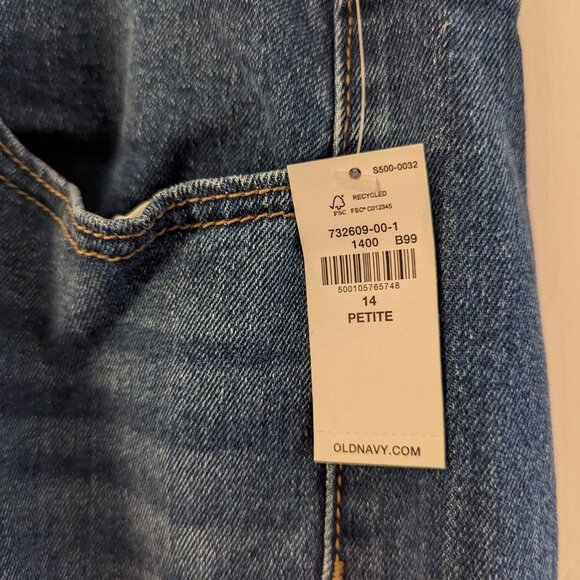 S500-0032
RECYCLED
FSC FSC® C012345
732609-00-1
1400 B99
500105765748
14
PETITE
OLDNAVY.COM